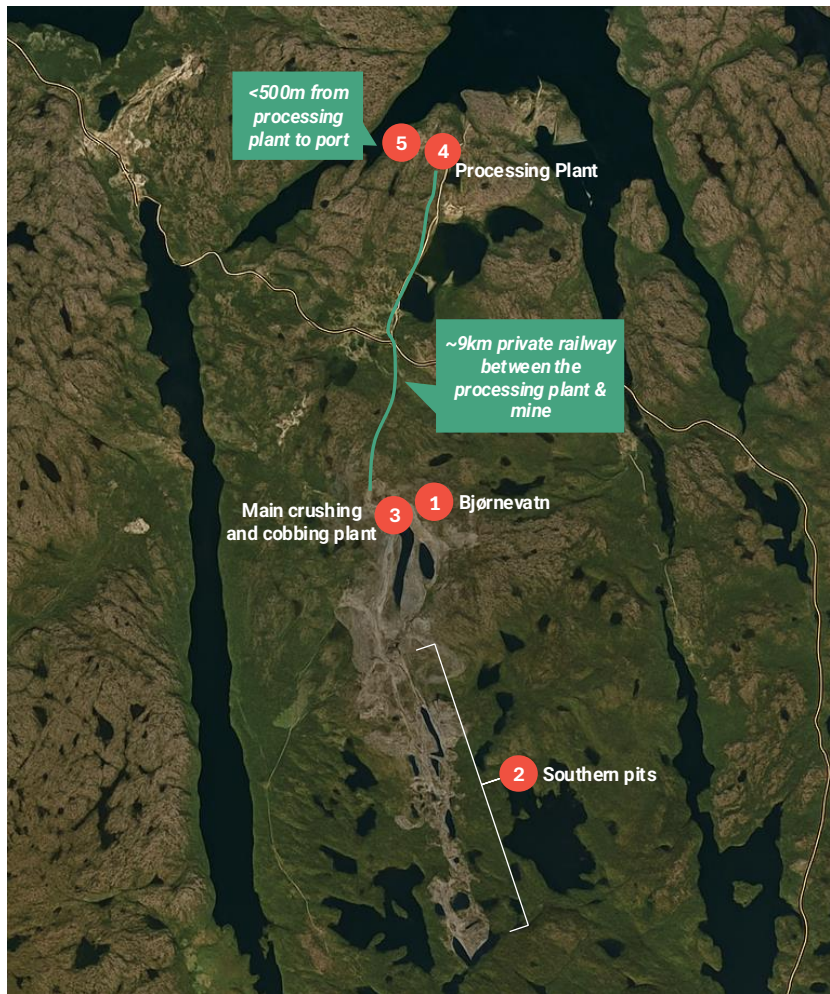 <500m from
processing
plant to port
5
4
Processing Plant
~9km private railway
between the
processing plant &
mine
Main crushing
and cobbing plant
3
1
Bjørnevatn
2
Southern pits